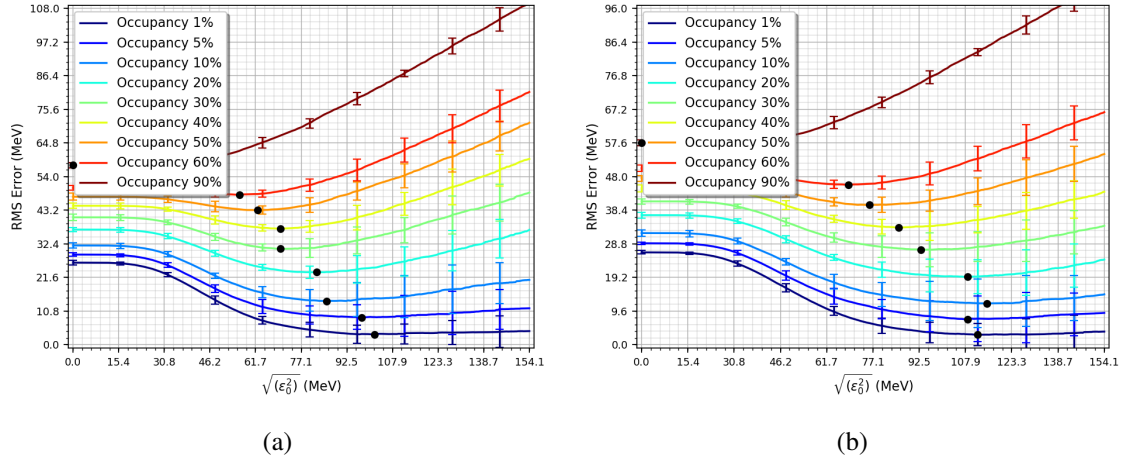 108.0
97.2
86.4
75.6
64.8
54.0
43.2
32.4
21.6
10.8
0.0
RMS Error (MeV)
Occupancy 1%
Occupancy 5%
Occupancy 10%
Occupancy 20%
Occupancy 30%
Occupancy 40%
Occupancy 50%
Occupancy 60%
Occupancy 90%
0.0 15.4 30.8 46.2 61.7 77.1 92.5 107.9 123.3 138.7 154.1
√(ε₀²) (MeV)
(a)
96.0
86.4
76.8
67.2
57.6
48.0
38.4
28.8
19.2
9.6
0.0
RMS Error (MeV)
Occupancy 1%
Occupancy 5%
Occupancy 10%
Occupancy 20%
Occupancy 30%
Occupancy 40%
Occupancy 50%
Occupancy 60%
Occupancy 90%
0.0 15.4 30.8 46.2 61.7 77.1 92.5 107.9 123.3 138.7 154.1
√(ε₀²) (MeV)
(b)